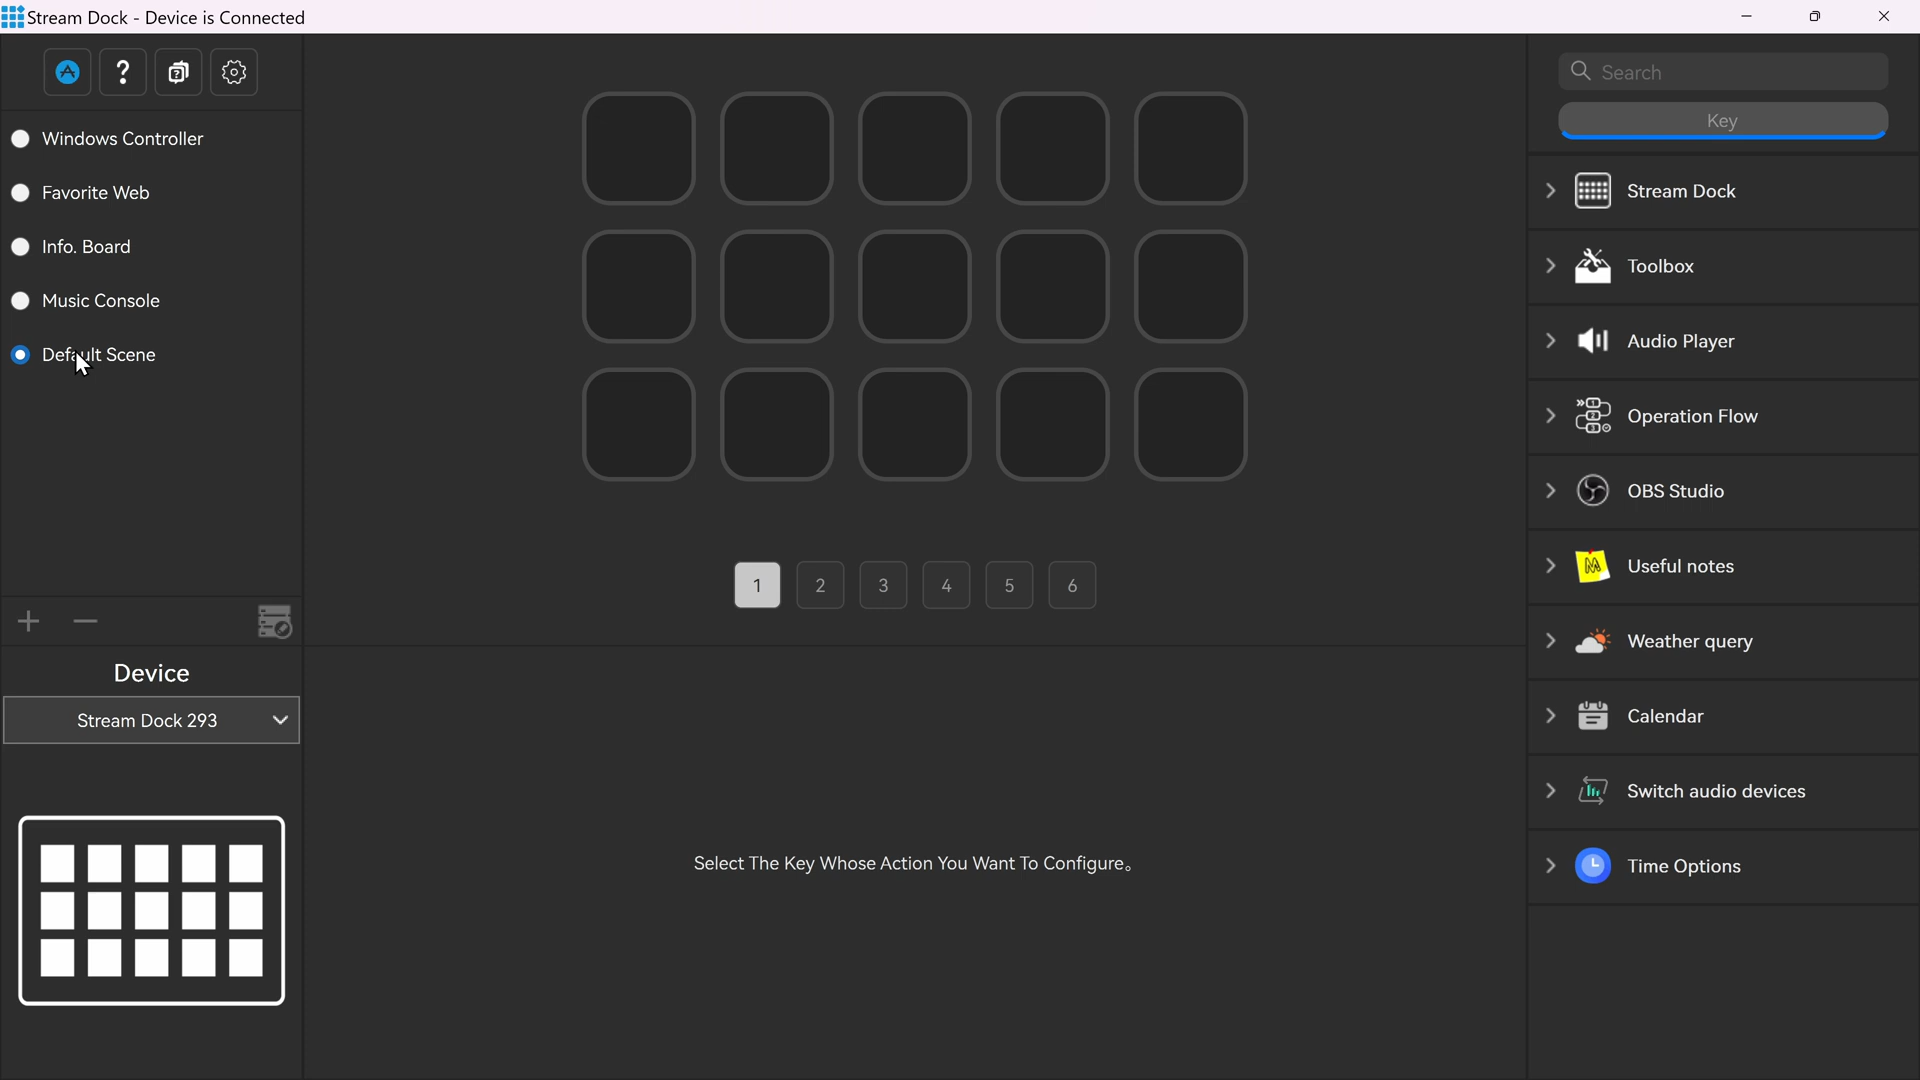 Stream Dock - Device is Connected
Windows Controller
Favorite Web
Info. Board
Music Console
Default Scene
Device
Stream Dock 293
1 2 3 4 5 6
Select The Key Whose Action You Want To Configure。
Search
Key
Stream Dock
Toolbox
Audio Player
Operation Flow
OBS Studio
Useful notes
Weather query
Calendar
Switch audio devices
Time Options